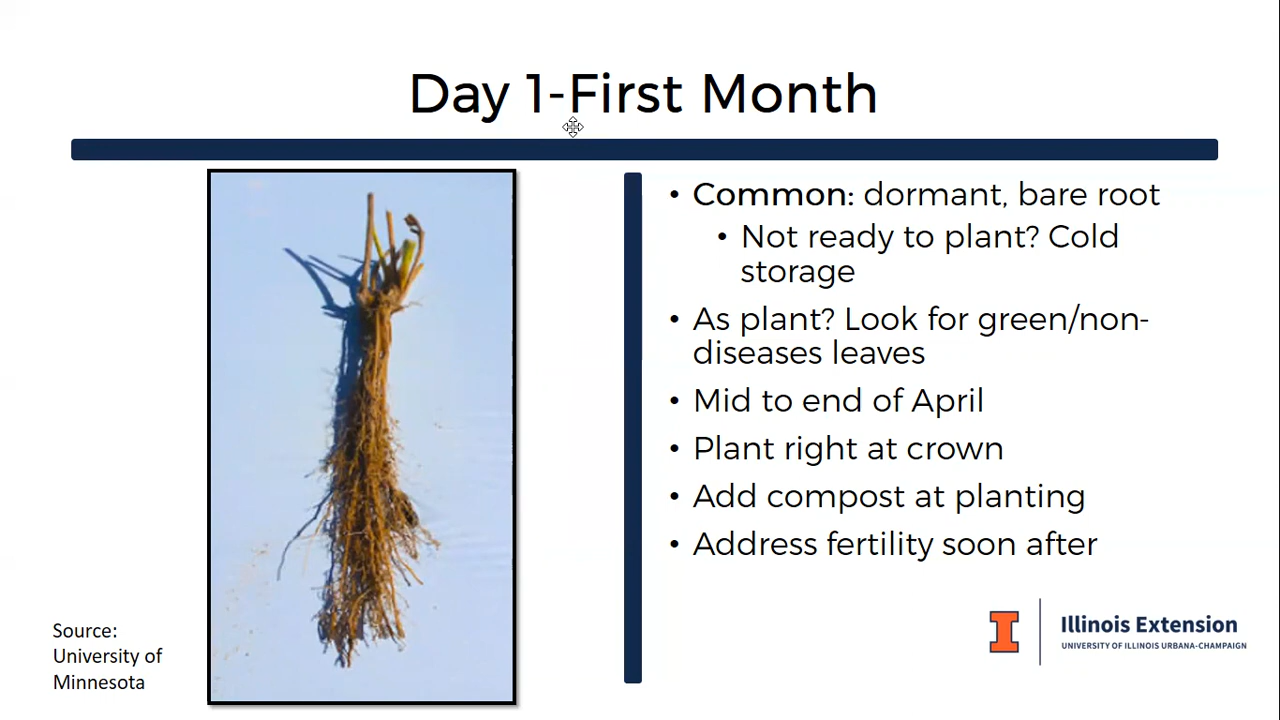 Day 1-First Month
• Common: dormant, bare root
• Not ready to plant? Cold
storage
• As plant? Look for green/non-
diseases leaves
• Mid to end of April
• Plant right at crown
• Add compost at planting
• Address fertility soon after
Source:
University of
Minnesota
I
Illinois Extension
UNIVERSITY OF ILLINOIS URBANA-CHAMPAIGN